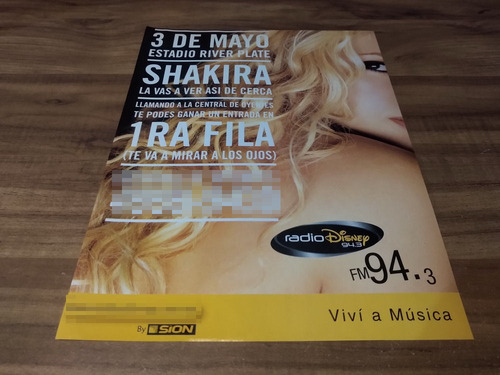 3 DE MAYO
ESTADIO RIVER PLATE
SHAKIRA
LA VAS A VER ASI DE CERCA
LLAMANDO A LA CENTRAL DE OYENTES
TE PODES GANAR UN ENTRADA EN
1RA FILA
(TE VA A MIRAR A LOS OJOS)
radio Disney
94.3
FM 94.3
Viví a Música
By SION